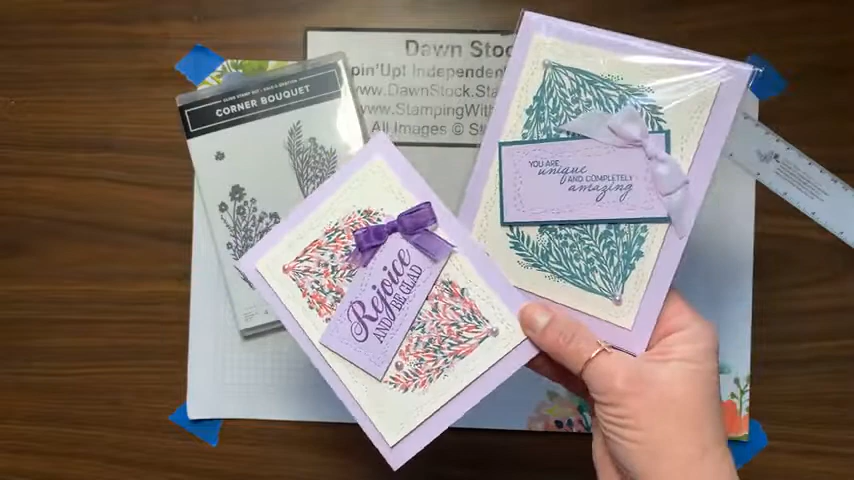 Dawn Stoc
pin'Up! Independen
www.DawnStock.Sta
www.StampingWith
All Images © St
CORNER BOUQUET
YOU ARE
unique
AND COMPLETELY
amazing
Rejoice
AND BE GLAD